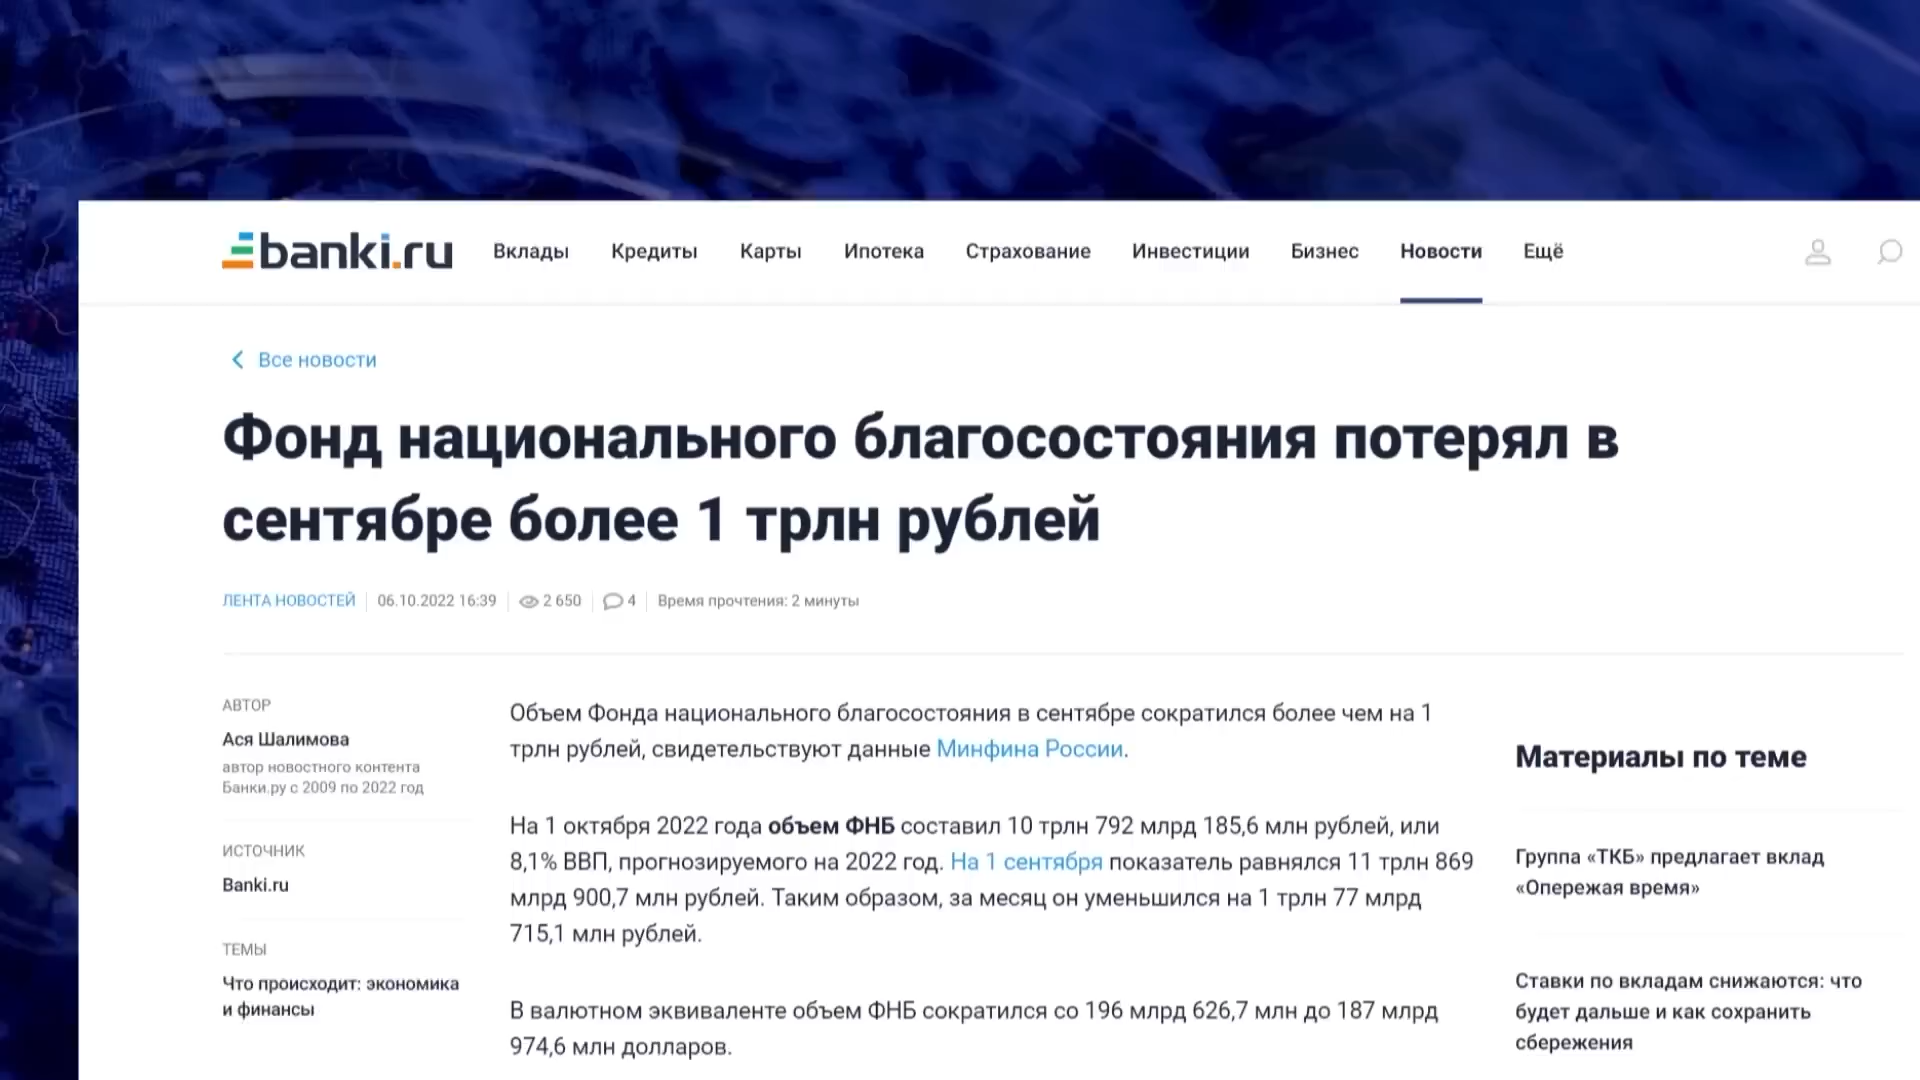 banki.ru Вклады Кредиты Карты Ипотека Страхование Инвестиции Бизнес Новости Ещё
Все новости
Фонд национального благосостояния потерял в
сентябре более 1 трлн рублей
ЛЕНТА НОВОСТЕЙ 06.10.2022 16:39 2 650 4 Время прочтения: 2 минуты
АВТОР
Ася Шалимова
автор новостного контента
Банки.ру с 2009 по 2022 год
ИСТОЧНИК
Banki.ru
ТЕМЫ
Что происходит: экономика
и финансы
Объем Фонда национального благосостояния в сентябре сократился более чем на 1
трлн рублей, свидетельствуют данные Минфина России.
На 1 октября 2022 года объем ФНБ составил 10 трлн 792 млрд 185,6 млн рублей, или
8,1% ВВП, прогнозируемого на 2022 год. На 1 сентября показатель равнялся 11 трлн 869
млрд 900,7 млн рублей. Таким образом, за месяц он уменьшился на 1 трлн 77 млрд
715,1 млн рублей.
В валютном эквиваленте объем ФНБ сократился со 196 млрд 626,7 млн до 187 млрд
974,6 млн долларов.
Материалы по теме
Группа «ТКБ» предлагает вклад
«Опережая время»
Ставки по вкладам снижаются: что
будет дальше и как сохранить
сбережения